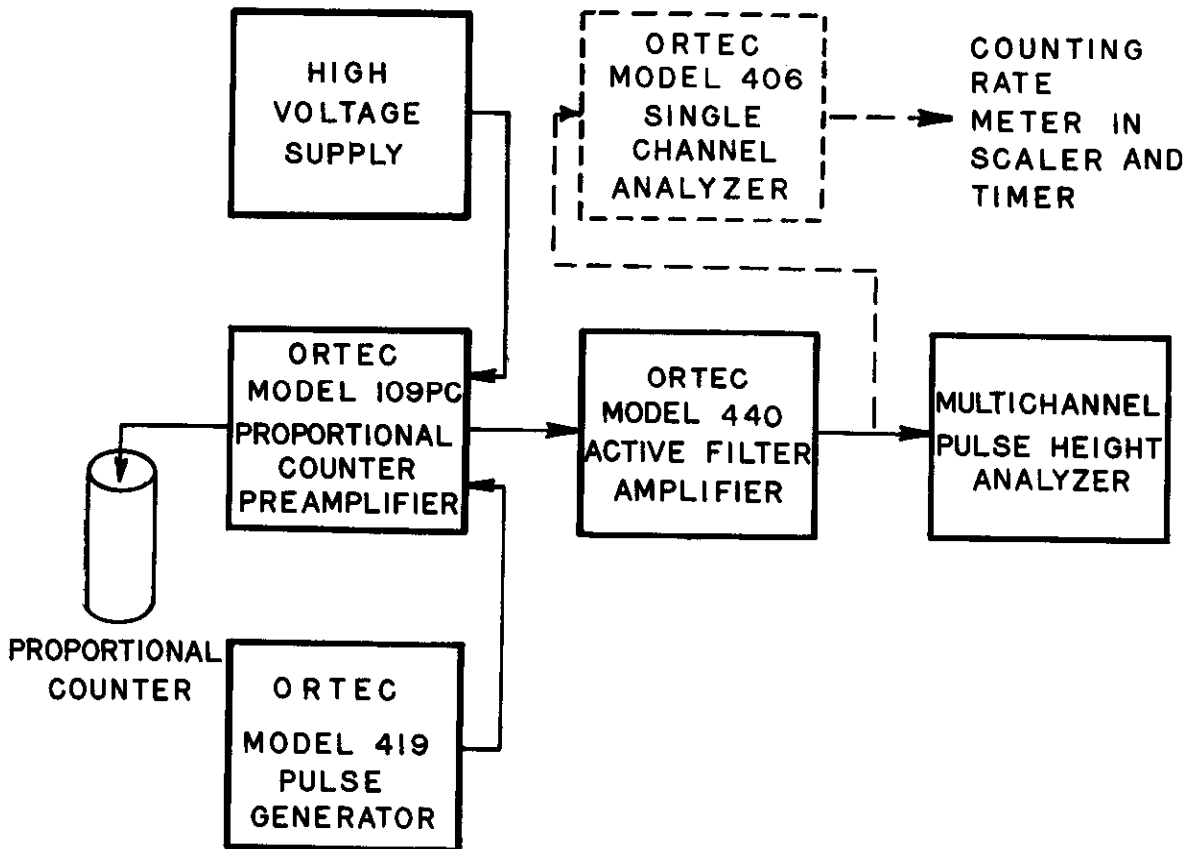 HIGH
VOLTAGE
SUPPLY
ORTEC
MODEL 406
SINGLE
CHANNEL
ANALYZER
COUNTING
RATE
METER IN
SCALER AND
TIMER
ORTEC
MODEL 109PC
PROPORTIONAL
COUNTER
PREAMPLIFIER
ORTEC
MODEL 440
ACTIVE FILTER
AMPLIFIER
MULTICHANNEL
PULSE HEIGHT
ANALYZER
PROPORTIONAL
COUNTER
ORTEC
MODEL 419
PULSE
GENERATOR